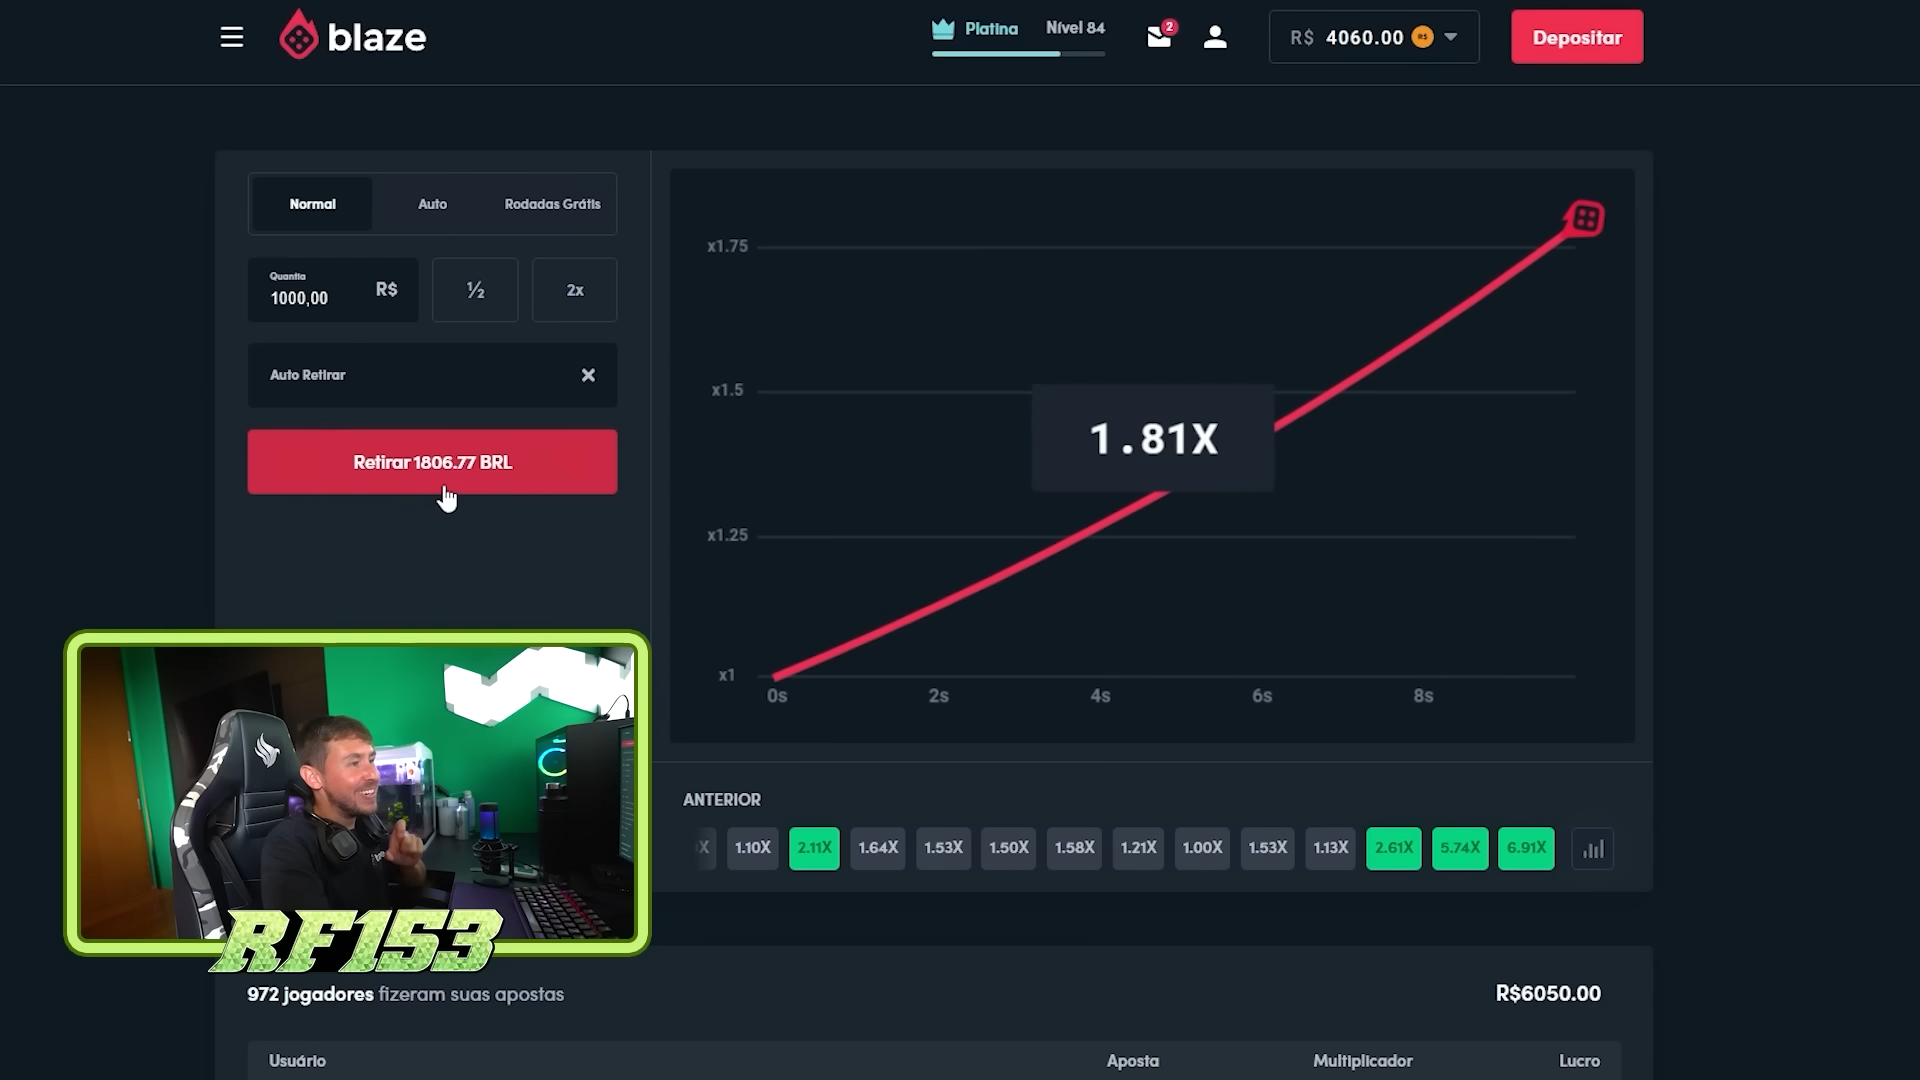 blaze
Platina
Nível 84
2
R$ 4060.00 R$
Depositar
Normal
Auto
Rodadas Grátis
Quantia
1000,00
R$
½
2x
Auto Retirar
Retirar 1806.77 BRL
x1.75
x1.5
x1.25
x1
1.81X
0s 2s 4s 6s 8s
ANTERIOR
X 1.10X 2.11X 1.64X 1.53X 1.50X 1.58X 1.21X 1.00X 1.53X 1.13X 2.61X 5.74X 6.91X
RF153
972 jogadores fizeram suas apostas
R$6050.00
Usuário Aposta Multiplicador Lucro